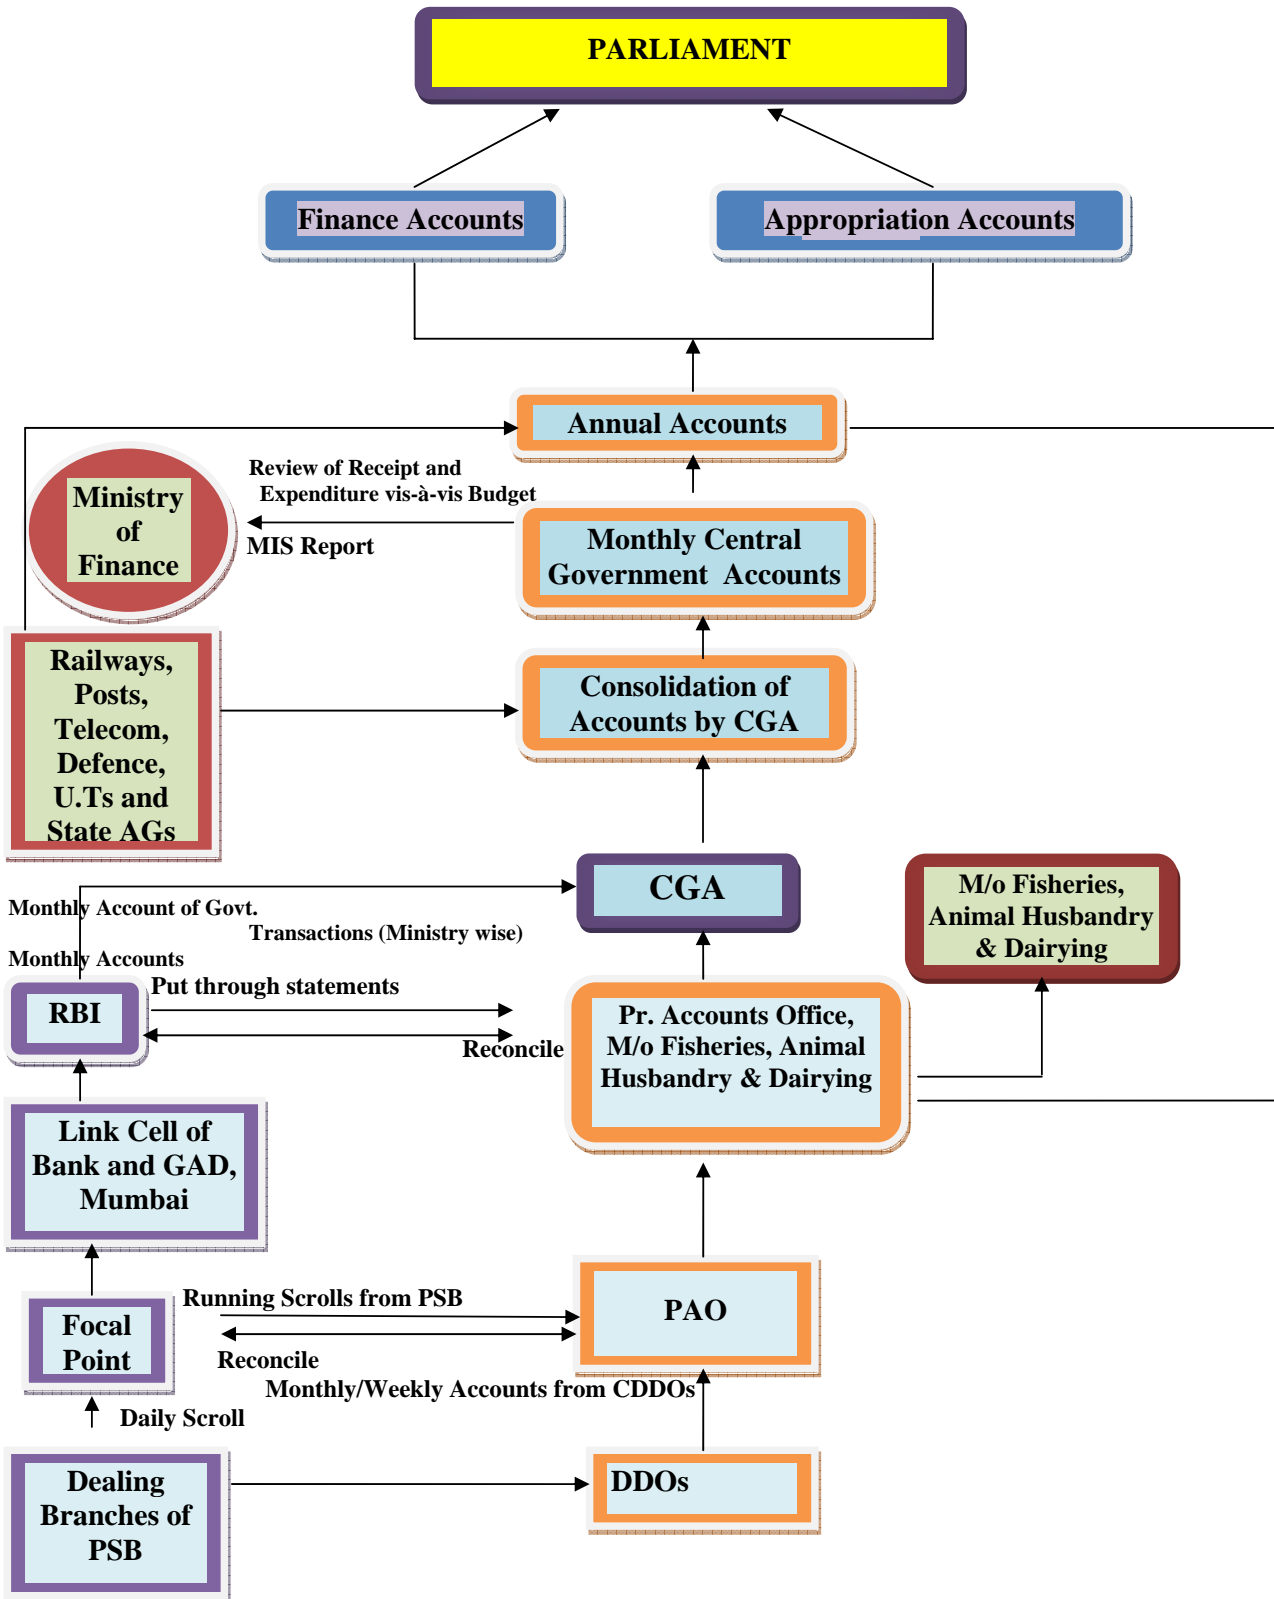 PARLIAMENT
Finance Accounts
Appropriation Accounts
Annual Accounts
Review of Receipt and
Expenditure vis-à-vis Budget
MIS Report
Ministry
of
Finance
Monthly Central
Government Accounts
Railways,
Posts,
Telecom,
Defence,
U.Ts and
State AGs
Consolidation of
Accounts by CGA
CGA
M/o Fisheries,
Animal Husbandry
& Dairying
Monthly Account of Govt.
Transactions (Ministry wise)
Monthly Accounts
Put through statements
RBI
Reconcile
Pr. Accounts Office,
M/o Fisheries, Animal
Husbandry & Dairying
Link Cell of
Bank and GAD,
Mumbai
Running Scrolls from PSB
Focal
Point
PAO
Reconcile
Monthly/Weekly Accounts from CDDOs
Daily Scroll
Dealing
Branches of
PSB
DDOs